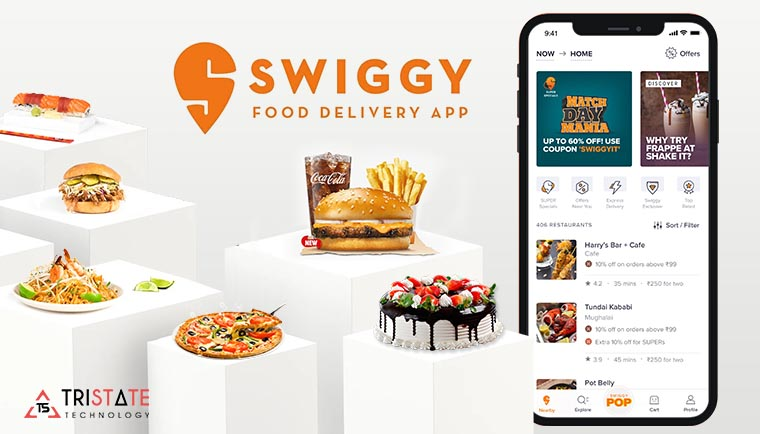 SWIGGY
FOOD DELIVERY APP
Coca-Cola
NEW
TS TRISTATE
TECHNOLOGY
9:41
NOW → HOME
Offers
MATCH
DAY
MANIA
UP TO 60% OFF! USE
COUPON 'SWIGGYIT'
DISCOVER
WHY TRY
FRAPPE AT
SHAKE IT?
SUPER
Specials
Offers
Near You
Express
Delivery
Swiggy
Exclusive
Top
Rated
406 RESTAURANTS
Sort / Filter
Harry's Bar + Cafe
Cafe
10% off on orders above ₹99
★ 4.2 · 35 mins · ₹250 for two
Tundai Kababi
Mughalai
10% off on orders above ₹99
Extra 10% for SUPERs
★ 3.9 · 45 mins · ₹250 for two
Pot Belly
Nearby
Explore
SWIGGY
POP
Cart
Profile